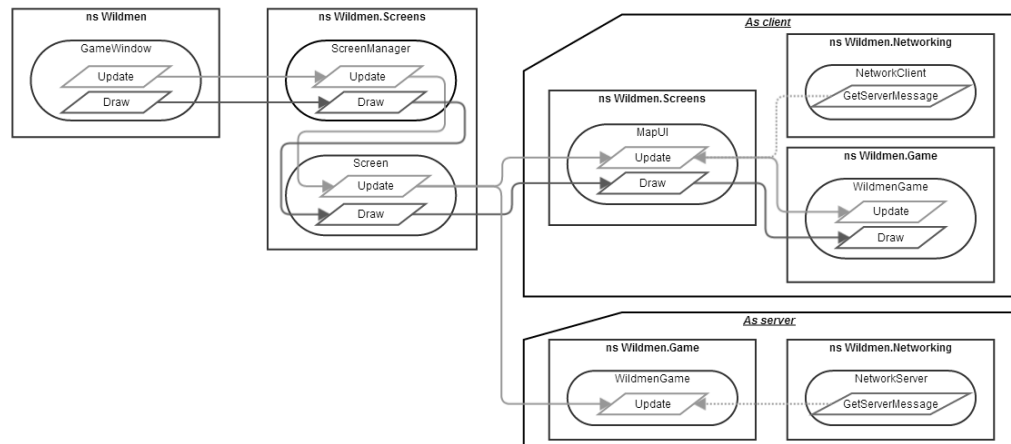 ns Wildmen
GameWindow
Update
Draw
ns Wildmen.Screens
ScreenManager
Update
Draw
Screen
Update
Draw
As client
ns Wildmen.Screens
MapUI
Update
Draw
ns Wildmen.Networking
NetworkClient
GetServerMessage
ns Wildmen.Game
WildmenGame
Update
Draw
As server
ns Wildmen.Game
WildmenGame
Update
ns Wildmen.Networking
NetworkServer
GetServerMessage